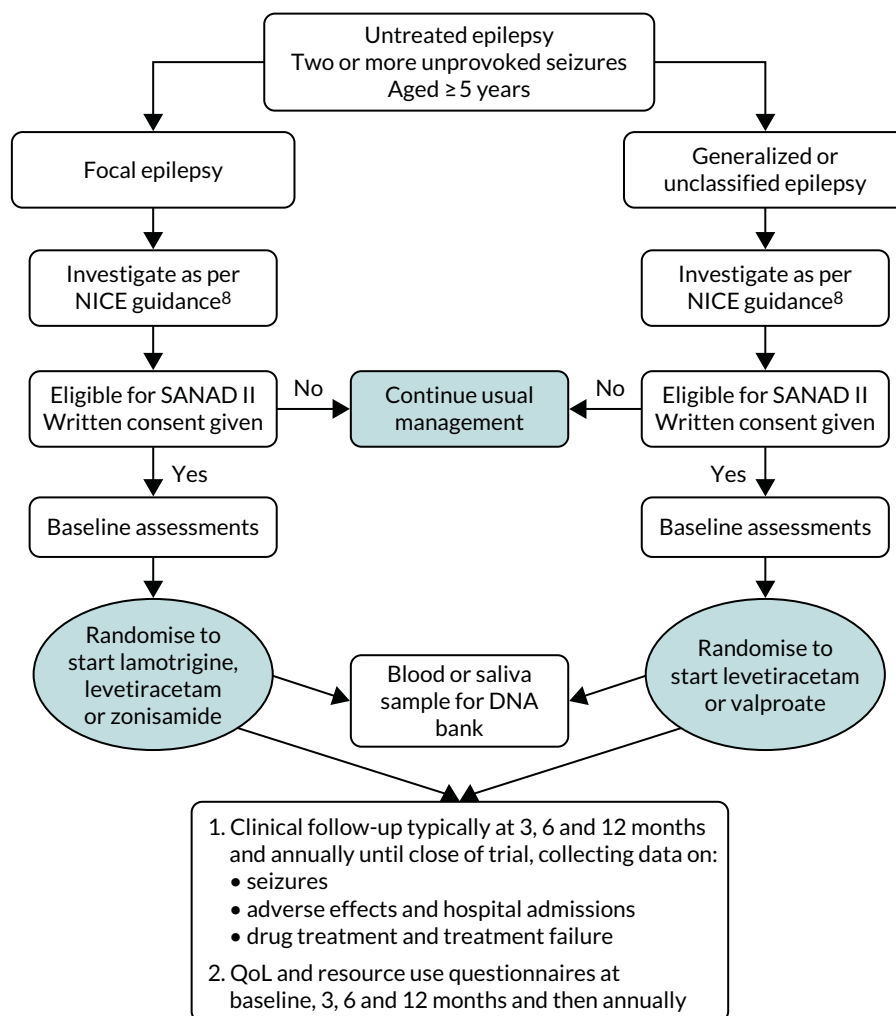 Untreated epilepsy
Two or more unprovoked seizures
Aged ≥5 years
Focal epilepsy
Generalized or
unclassified epilepsy
Investigate as per
NICE guidance⁸
Investigate as per
NICE guidance⁸
Eligible for SANAD II
Written consent given
No
Continue usual
management
No
Eligible for SANAD II
Written consent given
Yes
Yes
Baseline assessments
Baseline assessments
Randomise to
start lamotrigine,
levetiracetam
or zonisamide
Blood or saliva
sample for DNA
bank
Randomise to
start levetiracetam
or valproate
1. Clinical follow-up typically at 3, 6 and 12 months
and annually until close of trial, collecting data on:
• seizures
• adverse effects and hospital admissions
• drug treatment and treatment failure
2. QoL and resource use questionnaires at
baseline, 3, 6 and 12 months and then annually